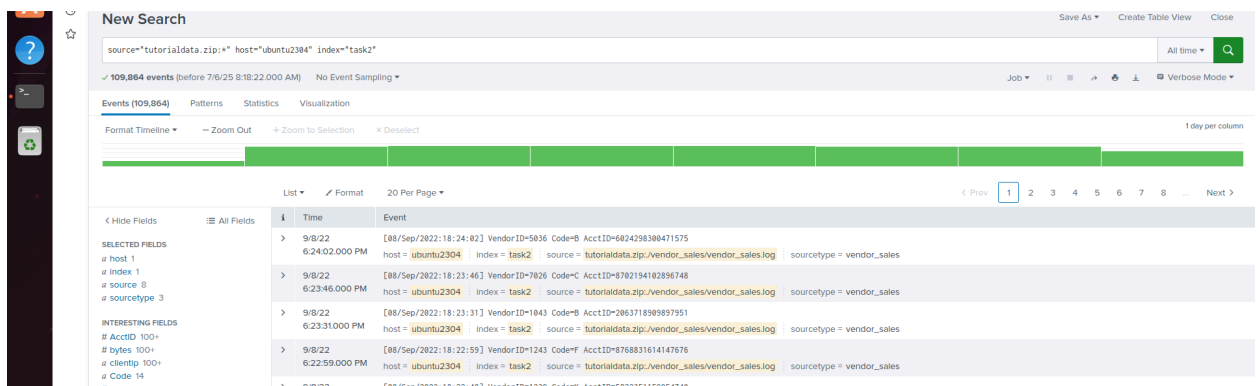 New Search
Save As ▾ Create Table View Close
source="tutorialdata.zip:*" host="ubuntu2304" index="task2"
All time ▾
✓ 109,864 events (before 7/6/25 8:18:22.000 AM) No Event Sampling ▾
Job ▾ Verbose Mode ▾
Events (109,864) Patterns Statistics Visualization
Format Timeline ▾ — Zoom Out + Zoom to Selection × Deselect
1 day per column
List ▾ Format 20 Per Page ▾
< Prev 1 2 3 4 5 6 7 8 ... Next >
< Hide Fields All Fields
i Time Event
SELECTED FIELDS
a host 1
a index 1
a source 8
a sourcetype 3
INTERESTING FIELDS
# AcctID 100+
# bytes 100+
a clientip 100+
a Code 14
> 9/8/22 [08/Sep/2022:18:24:02] VendorID=5036 Code=B AcctID=6024298300471575
6:24:02.000 PM host = ubuntu2304 index = task2 source = tutorialdata.zip:./vendor_sales/vendor_sales.log sourcetype = vendor_sales
> 9/8/22 [08/Sep/2022:18:23:46] VendorID=7026 Code=C AcctID=8702194102896748
6:23:46.000 PM host = ubuntu2304 index = task2 source = tutorialdata.zip:./vendor_sales/vendor_sales.log sourcetype = vendor_sales
> 9/8/22 [08/Sep/2022:18:23:31] VendorID=1043 Code=B AcctID=2063718909897951
6:23:31.000 PM host = ubuntu2304 index = task2 source = tutorialdata.zip:./vendor_sales/vendor_sales.log sourcetype = vendor_sales
> 9/8/22 [08/Sep/2022:18:22:59] VendorID=1243 Code=F AcctID=8768831614147676
6:22:59.000 PM host = ubuntu2304 index = task2 source = tutorialdata.zip:./vendor_sales/vendor_sales.log sourcetype = vendor_sales